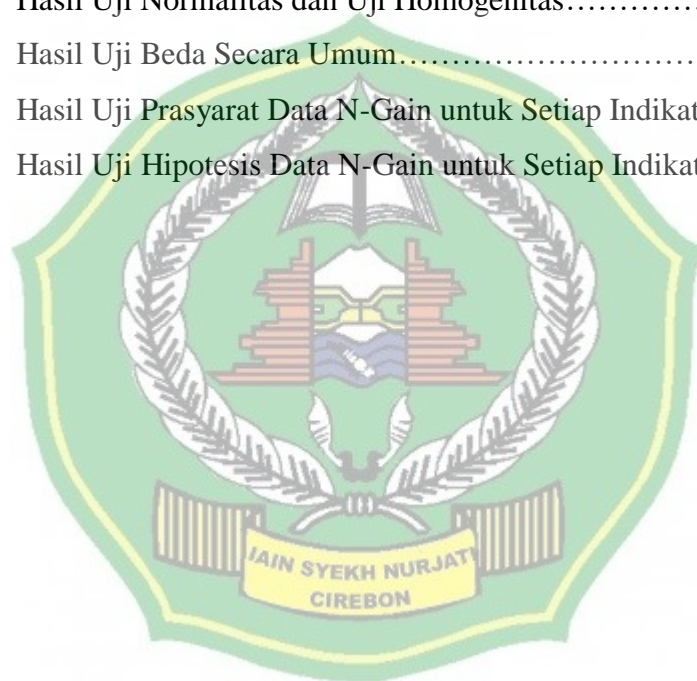 Hasil Uji Normalitas dan Uji Homogenitas……………
Hasil Uji Beda Secara Umum…………………………
Hasil Uji Prasyarat Data N-Gain untuk Setiap Indikat
Hasil Uji Hipotesis Data N-Gain untuk Setiap Indikat
IAIN SYEKH NURJATI
CIREBON